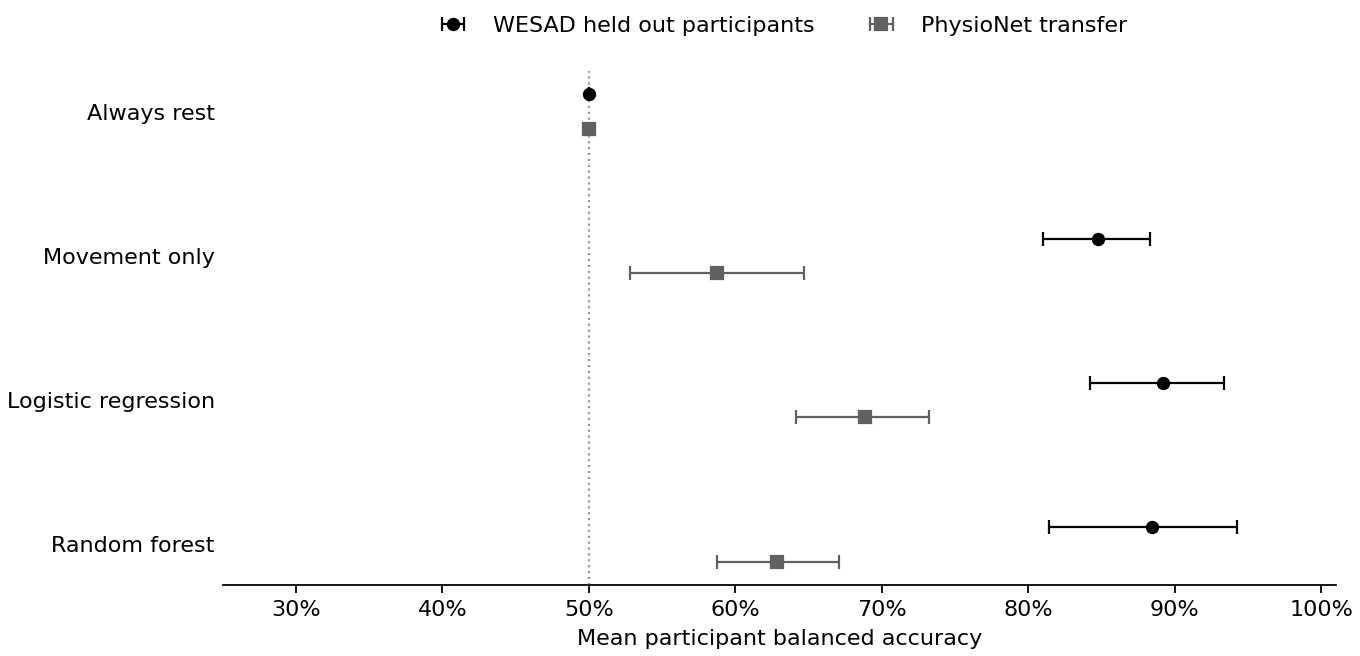 WESAD held out participants PhysioNet transfer
Always rest
Movement only
Logistic regression
Random forest
30% 40% 50% 60% 70% 80% 90% 100%
Mean participant balanced accuracy